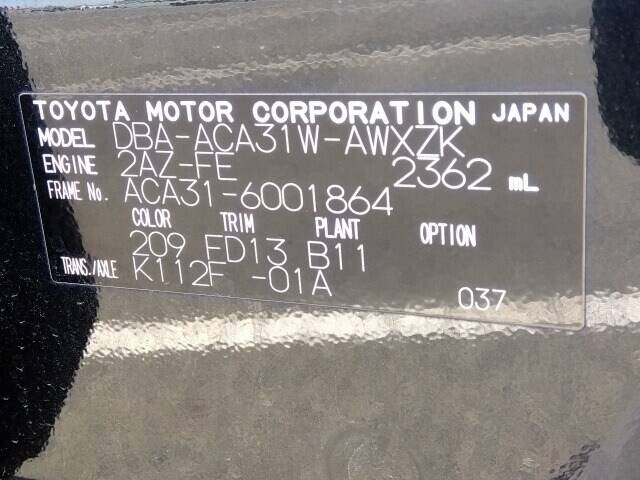 TOYOTA MOTOR CORPORATION JAPAN
MODEL DBA-ACA31W-AWXZK
ENGINE 2AZ-FE 2362 mL
FRAME No. ACA31-6001864
COLOR TRIM PLANT OPTION
209 ED13 B11
TRANS./AXLE K112F -01A
037